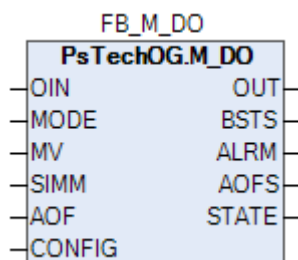 FB_M_DO
PsTechOG.M_DO
OIN OUT
MODE BSTS
MV ALRM
SIMM AOFS
AOF STATE
CONFIG